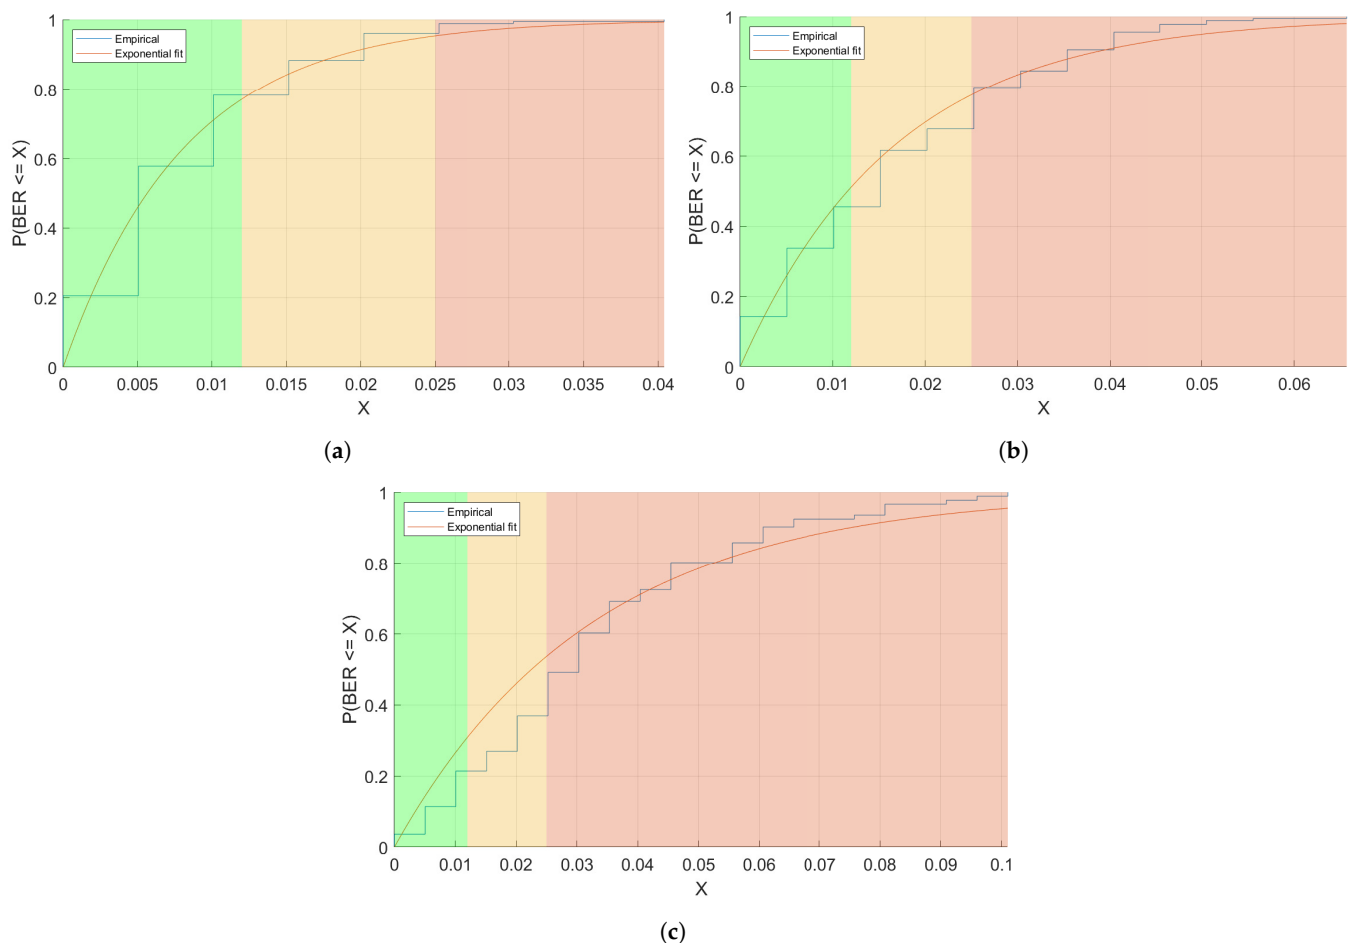 Empirical
Exponential fit
1
0.8
0.6
0.4
0.2
0
P(BER <= X)
0 0.005 0.01 0.015 0.02 0.025 0.03 0.035 0.04
X
(a)
Empirical
Exponential fit
1
0.8
0.6
0.4
0.2
0
P(BER <= X)
0 0.01 0.02 0.03 0.04 0.05 0.06
X
(b)
Empirical
Exponential fit
1
0.8
0.6
0.4
0.2
0
P(BER <= X)
0 0.01 0.02 0.03 0.04 0.05 0.06 0.07 0.08 0.09 0.1
X
(c)